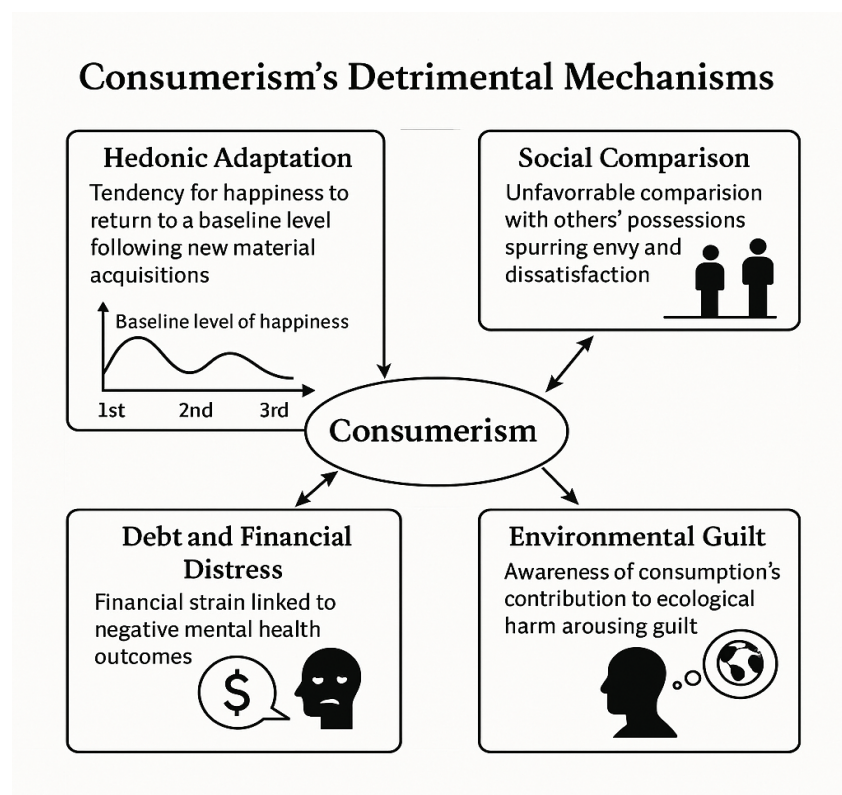 Consumerism's Detrimental Mechanisms
Hedonic Adaptation
Tendency for happiness to
return to a baseline level
following new material
acquisitions
Baseline level of happiness
1st 2nd 3rd
Social Comparison
Unfavorrable comparision
with others' possessions
spurring envy and
dissatisfaction
Consumerism
Debt and Financial
Distress
Financial strain linked to
negative mental health
outcomes
$
Environmental Guilt
Awareness of consumption's
contribution to ecological
harm arousing guilt